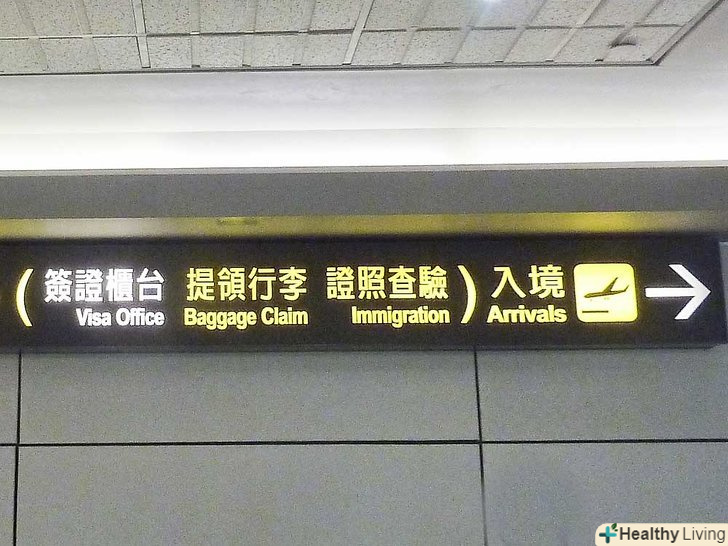 ( 簽證櫃台 提領行李 證照查驗 ) 入境
Visa Office Baggage Claim Immigration Arrivals
Healthy Living